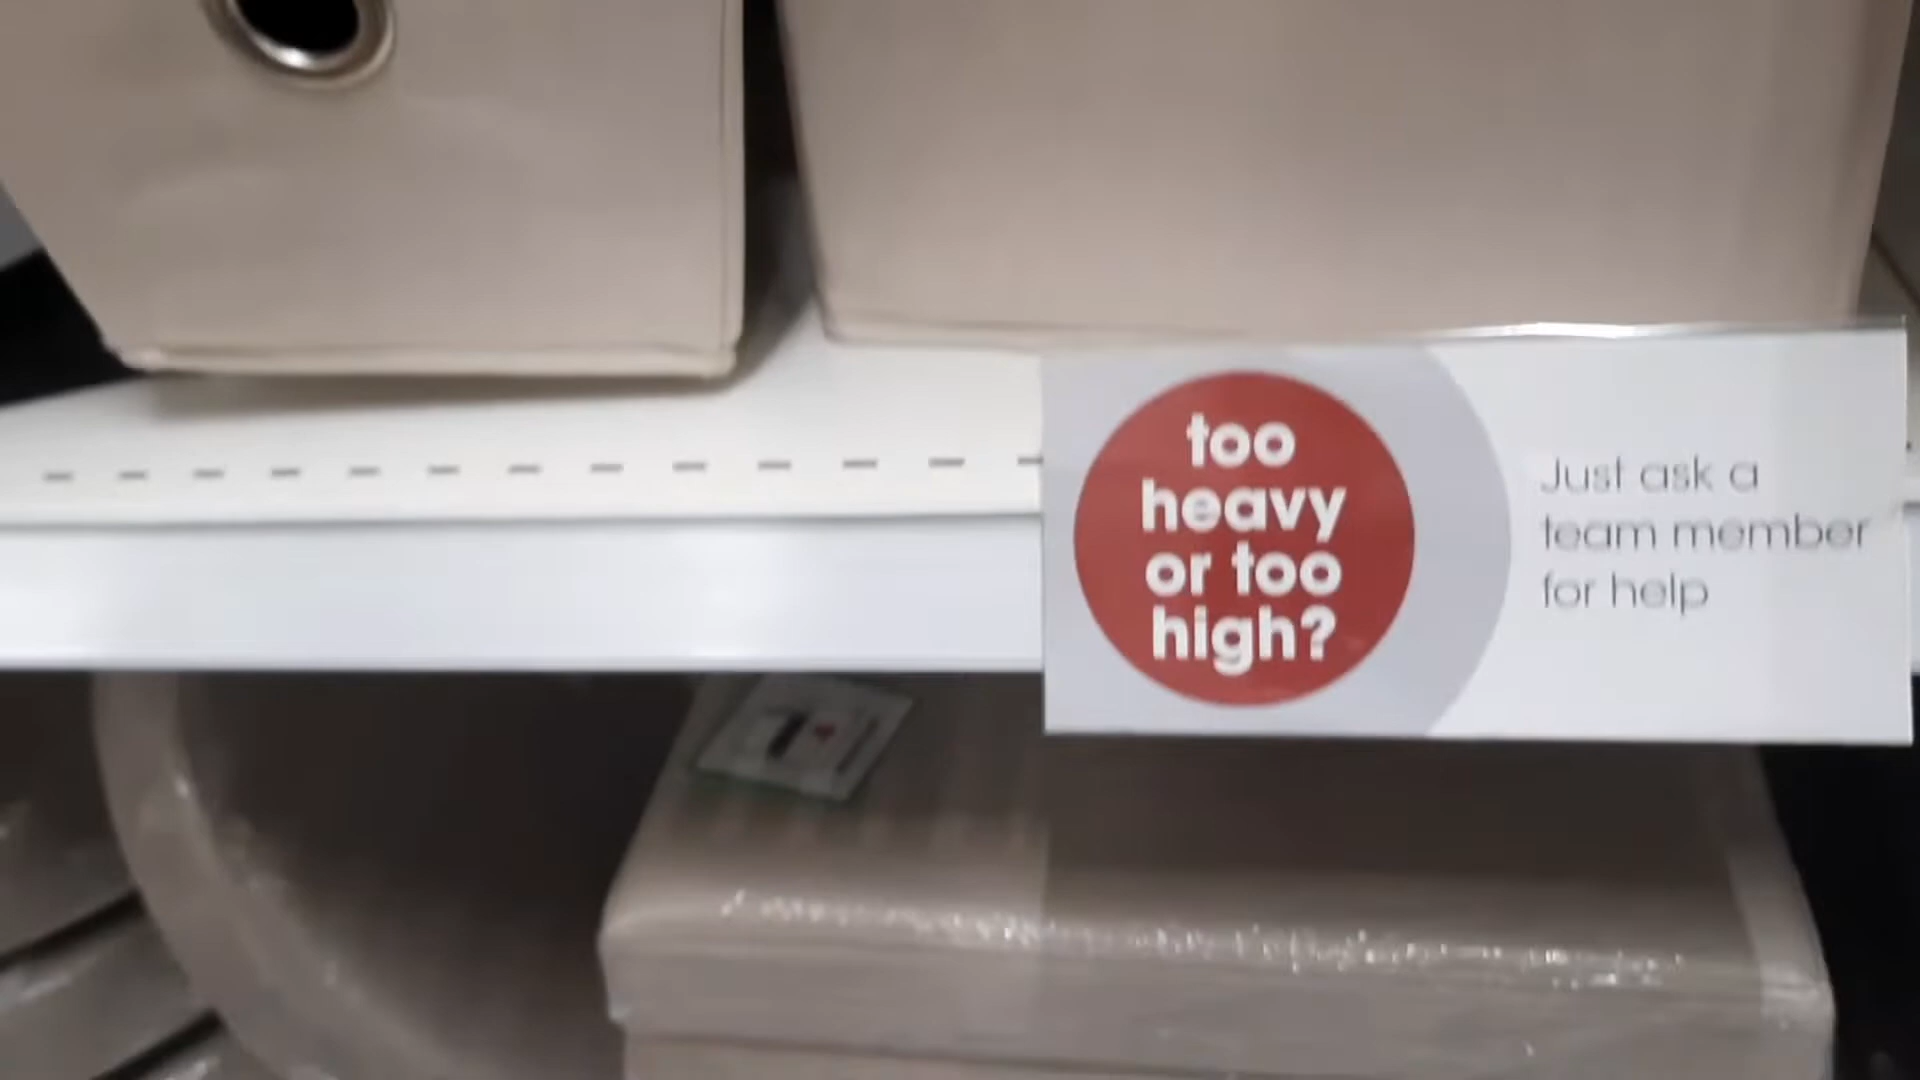 too
heavy
or too
high?
Just ask a
team member
for help